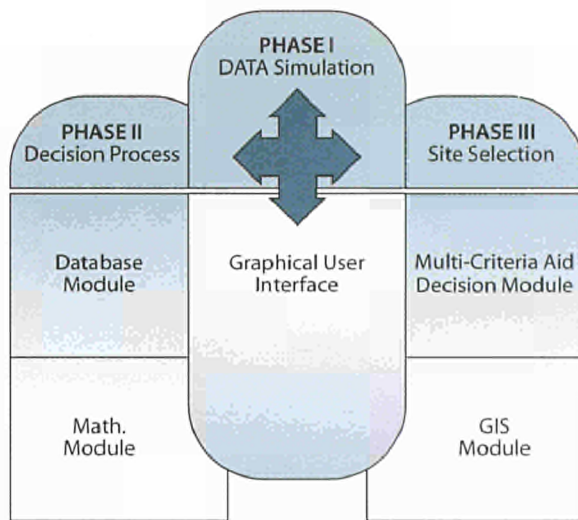 PHASE I
DATA Simulation
PHASE II
Decision Process
PHASE III
Site Selection
Database
Module
Graphical User
Interface
Multi-Criteria Aid
Decision Module
Math.
Module
GIS
Module